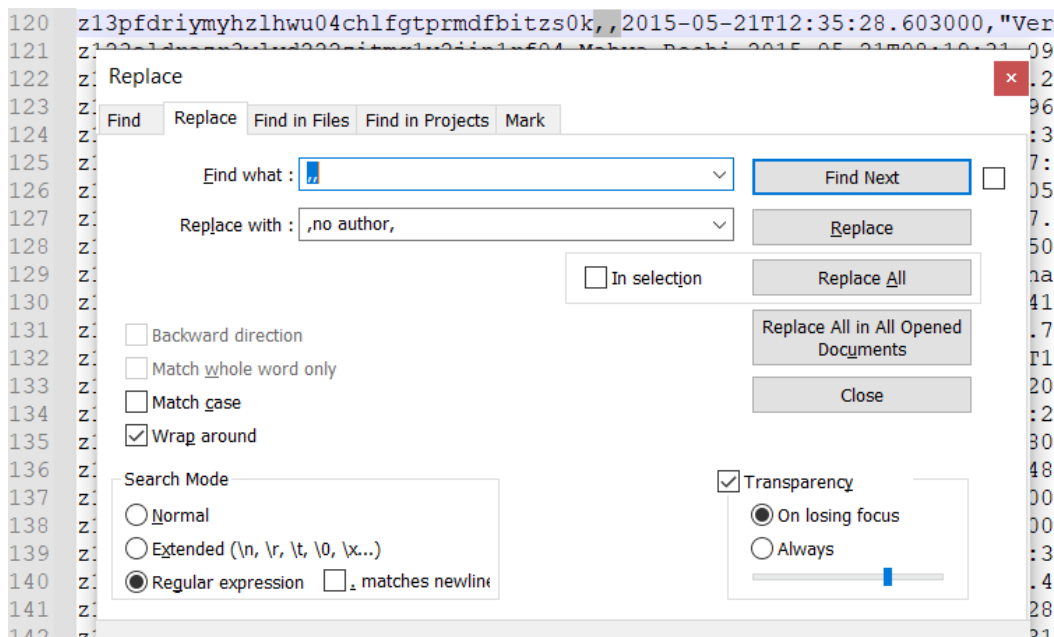 120 z13pfdriymyhzlhwu04chlfgtprmdfbitzs0k,,2015-05-21T12:35:28.603000,"Ver
121
122
123
124
125
126
127
128
129
130
131
132
133
134
135
136
137
138
139
140
141
142
Replace
Find Replace Find in Files Find in Projects Mark
Find what : ,, Find Next
Replace with : ,no author, Replace
In selection Replace All
Backward direction Replace All in All Opened Documents
Match whole word only
Match case Close
Wrap around
Search Mode Transparency
Normal On losing focus
Extended (\n, \r, \t, \0, \x...) Always
Regular expression . matches newline